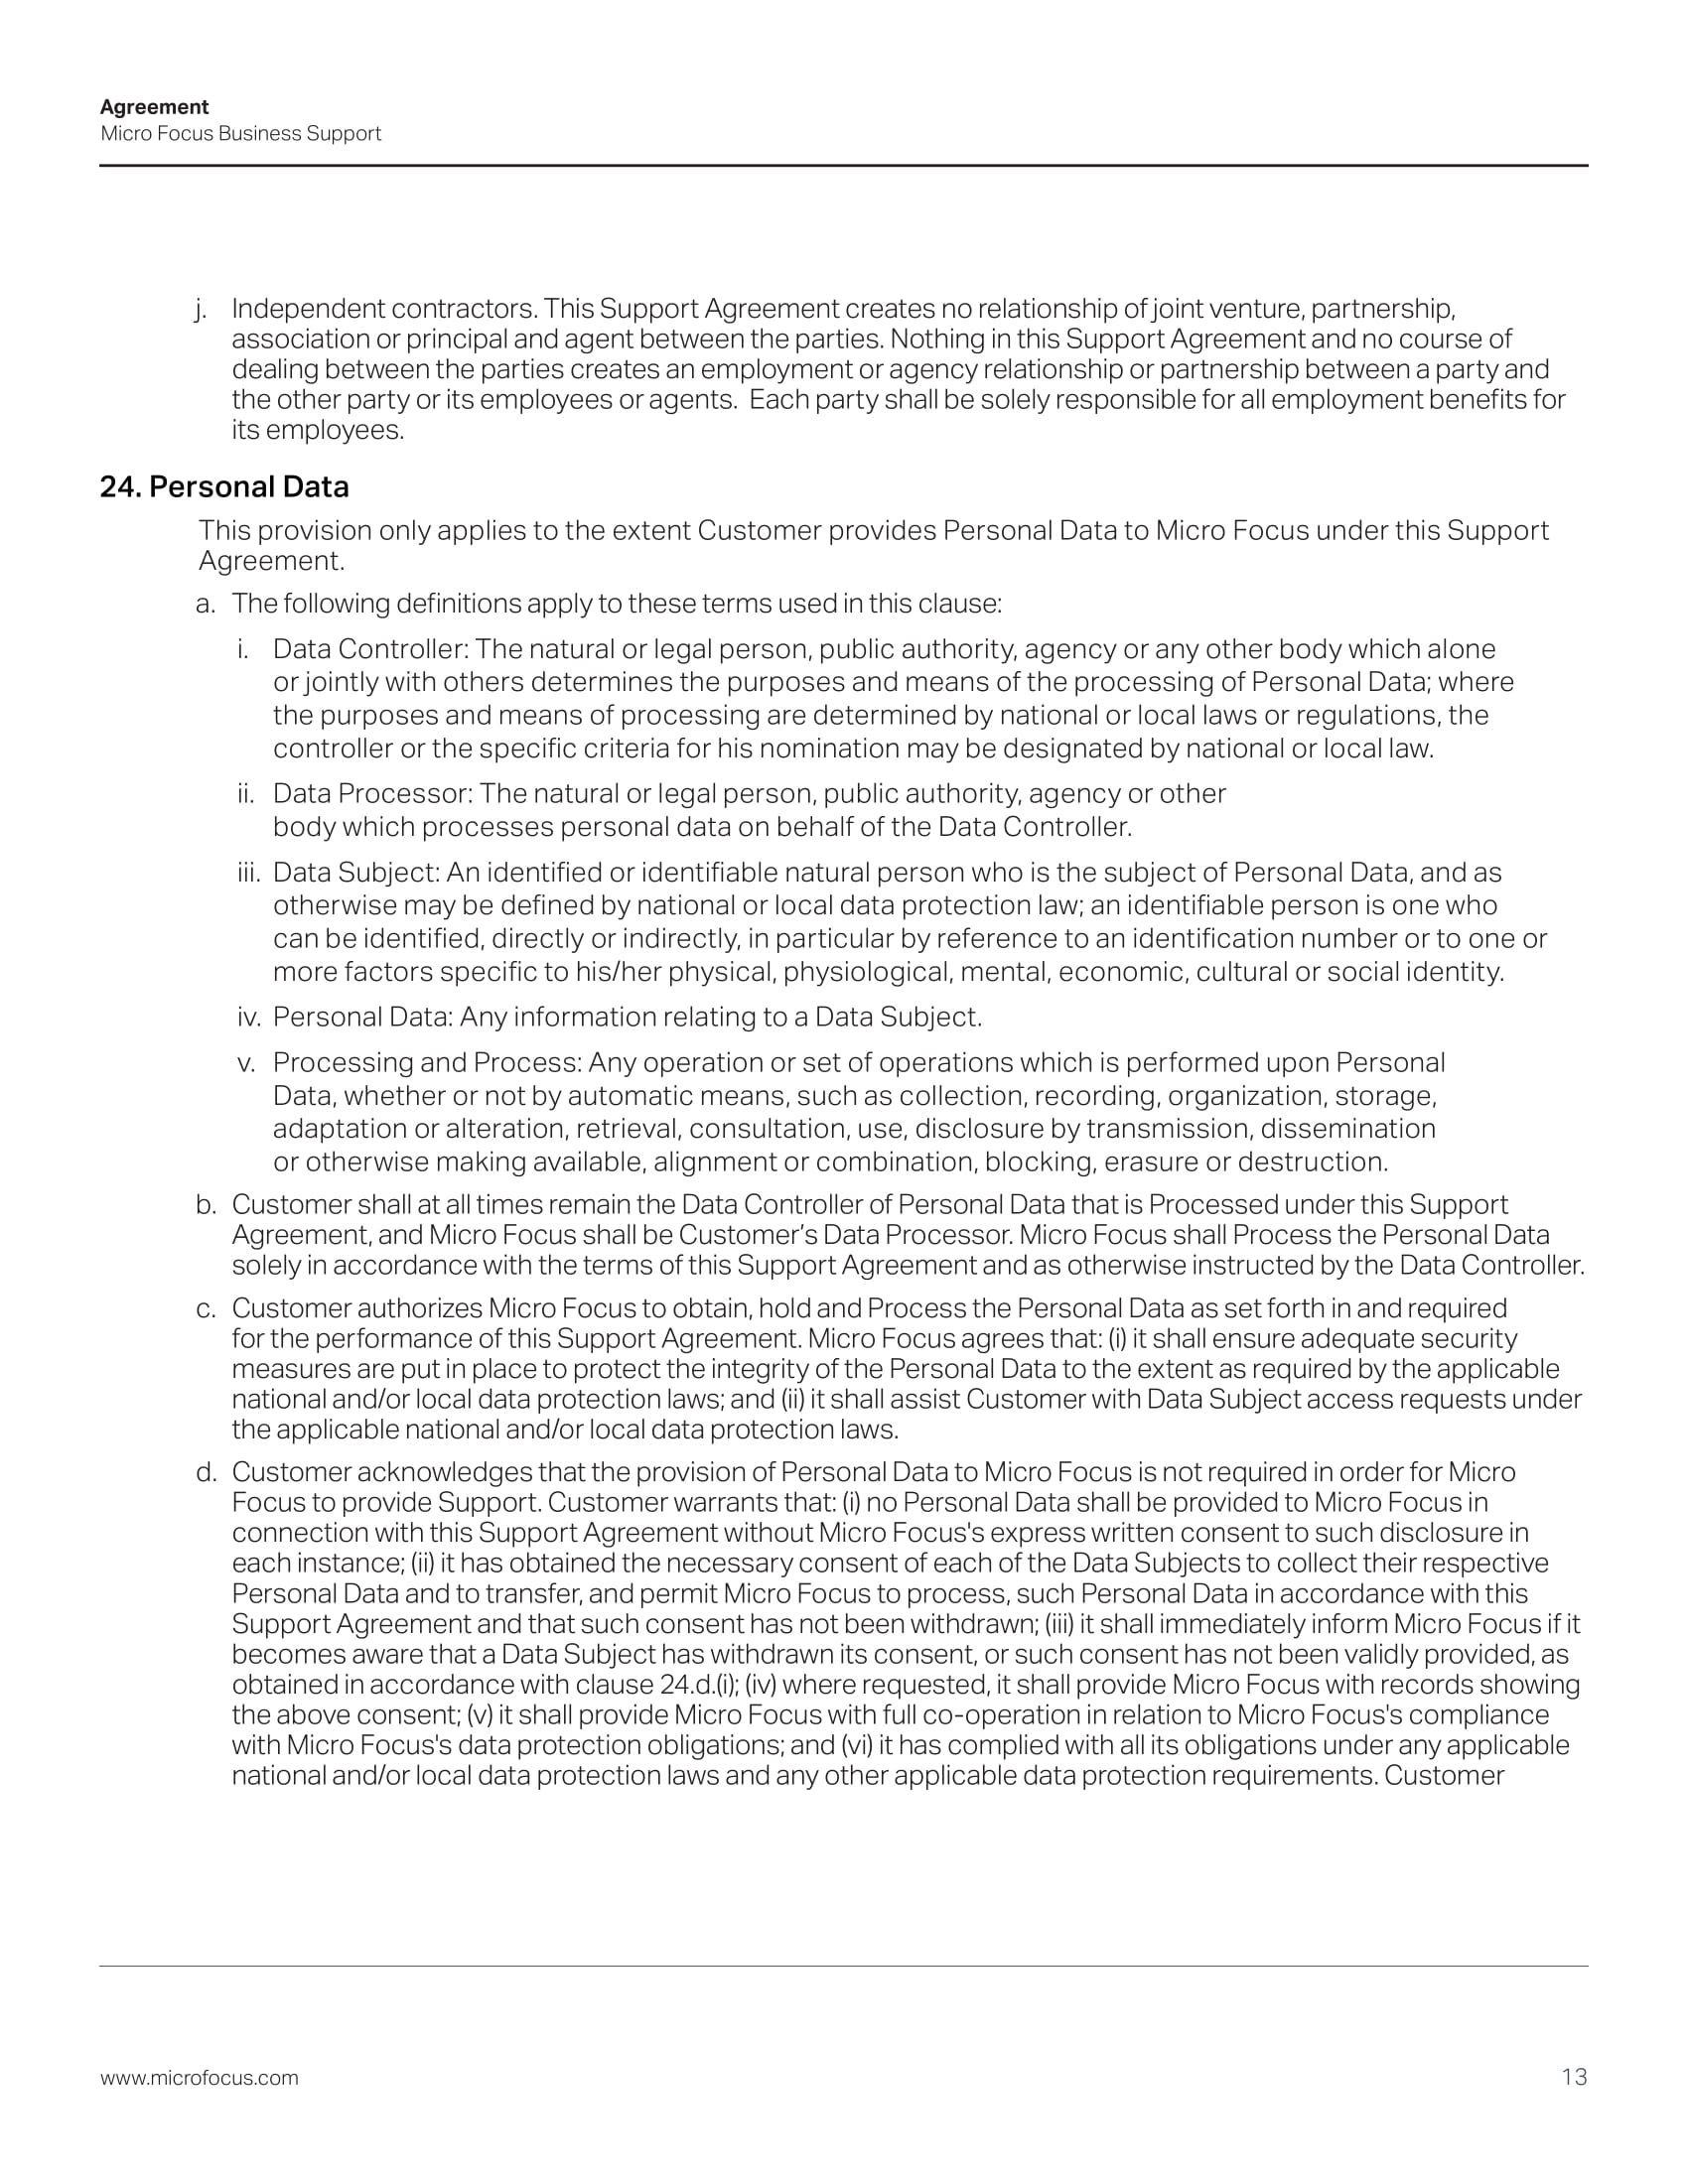 Agreement
Micro Focus Business Support
j. Independent contractors. This Support Agreement creates no relationship of joint venture, partnership,
association or principal and agent between the parties. Nothing in this Support Agreement and no course of
dealing between the parties creates an employment or agency relationship or partnership between a party and
the other party or its employees or agents.  Each party shall be solely responsible for all employment benefits for
its employees.
24. Personal Data
This provision only applies to the extent Customer provides Personal Data to Micro Focus under this Support
Agreement.
a. The following definitions apply to these terms used in this clause:
i. Data Controller: The natural or legal person, public authority, agency or any other body which alone
or jointly with others determines the purposes and means of the processing of Personal Data; where
the purposes and means of processing are determined by national or local laws or regulations, the
controller or the specific criteria for his nomination may be designated by national or local law.
ii. Data Processor: The natural or legal person, public authority, agency or other
body which processes personal data on behalf of the Data Controller.
iii. Data Subject: An identified or identifiable natural person who is the subject of Personal Data, and as
otherwise may be defined by national or local data protection law; an identifiable person is one who
can be identified, directly or indirectly, in particular by reference to an identification number or to one or
more factors specific to his/her physical, physiological, mental, economic, cultural or social identity.
iv. Personal Data: Any information relating to a Data Subject.
v. Processing and Process: Any operation or set of operations which is performed upon Personal
Data, whether or not by automatic means, such as collection, recording, organization, storage,
adaptation or alteration, retrieval, consultation, use, disclosure by transmission, dissemination
or otherwise making available, alignment or combination, blocking, erasure or destruction.
b. Customer shall at all times remain the Data Controller of Personal Data that is Processed under this Support
Agreement, and Micro Focus shall be Customer’s Data Processor. Micro Focus shall Process the Personal Data
solely in accordance with the terms of this Support Agreement and as otherwise instructed by the Data Controller.
c. Customer authorizes Micro Focus to obtain, hold and Process the Personal Data as set forth in and required
for the performance of this Support Agreement. Micro Focus agrees that: (i) it shall ensure adequate security
measures are put in place to protect the integrity of the Personal Data to the extent as required by the applicable
national and/or local data protection laws; and (ii) it shall assist Customer with Data Subject access requests under
the applicable national and/or local data protection laws.
d. Customer acknowledges that the provision of Personal Data to Micro Focus is not required in order for Micro
Focus to provide Support. Customer warrants that: (i) no Personal Data shall be provided to Micro Focus in
connection with this Support Agreement without Micro Focus's express written consent to such disclosure in
each instance; (ii) it has obtained the necessary consent of each of the Data Subjects to collect their respective
Personal Data and to transfer, and permit Micro Focus to process, such Personal Data in accordance with this
Support Agreement and that such consent has not been withdrawn; (iii) it shall immediately inform Micro Focus if it
becomes aware that a Data Subject has withdrawn its consent, or such consent has not been validly provided, as
obtained in accordance with clause 24.d.(i); (iv) where requested, it shall provide Micro Focus with records showing
the above consent; (v) it shall provide Micro Focus with full co-operation in relation to Micro Focus's compliance
with Micro Focus's data protection obligations; and (vi) it has complied with all its obligations under any applicable
national and/or local data protection laws and any other applicable data protection requirements. Customer
www.microfocus.com
13